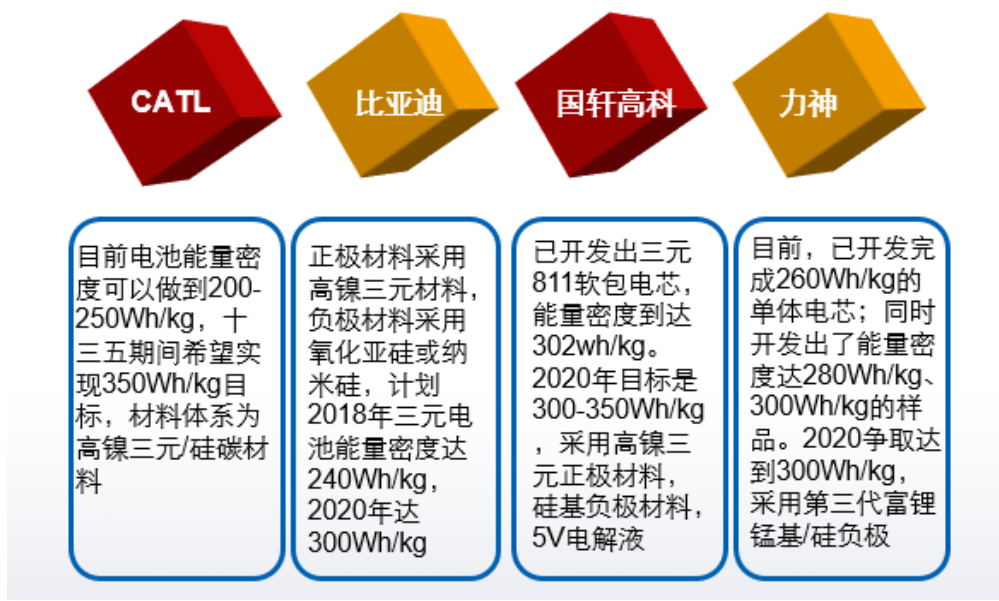 CATL
比亚迪
国轩高科
力神
目前电池能量密
度可以做到200-
250Wh/kg，十
三五期间希望实
现350Wh/kg目
标，材料体系为
高镍三元/硅碳材
料
正极材料采用
高镍三元材料，
负极材料采用
氧化亚硅或纳
米硅，计划
2018年三元电
池能量密度达
240Wh/kg，
2020年达
300Wh/kg
已开发出三元
811软包电芯，
能量密度到达
302wh/kg。
2020年目标是
300-350Wh/kg
，采用高镍三
元正极材料，
硅基负极材料，
5V电解液
目前，已开发完
成260Wh/kg的
单体电芯；同时
开发出了能量密
度达280Wh/kg、
300Wh/kg的样
品。2020争取达
到300Wh/kg，
采用第三代富锂
锰基/硅负极